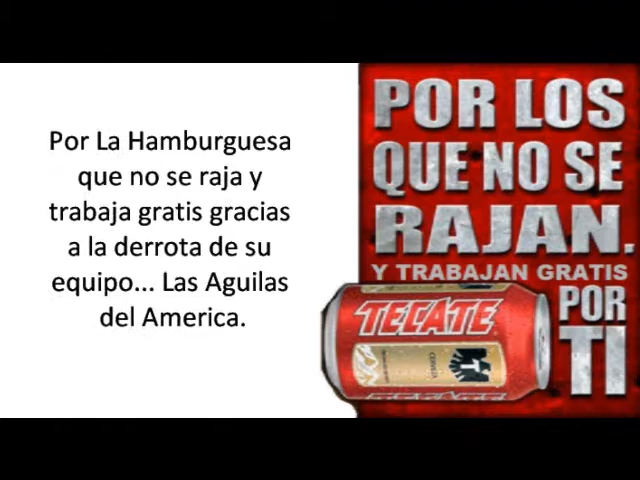 Por La Hamburguesa
que no se raja y
trabaja gratis gracias
a la derrota de su
equipo... Las Aguilas
del America.
POR LOS
QUE NO SE
RAJAN.
Y TRABAJAN GRATIS
POR
TI
TECATE
CERVEZA